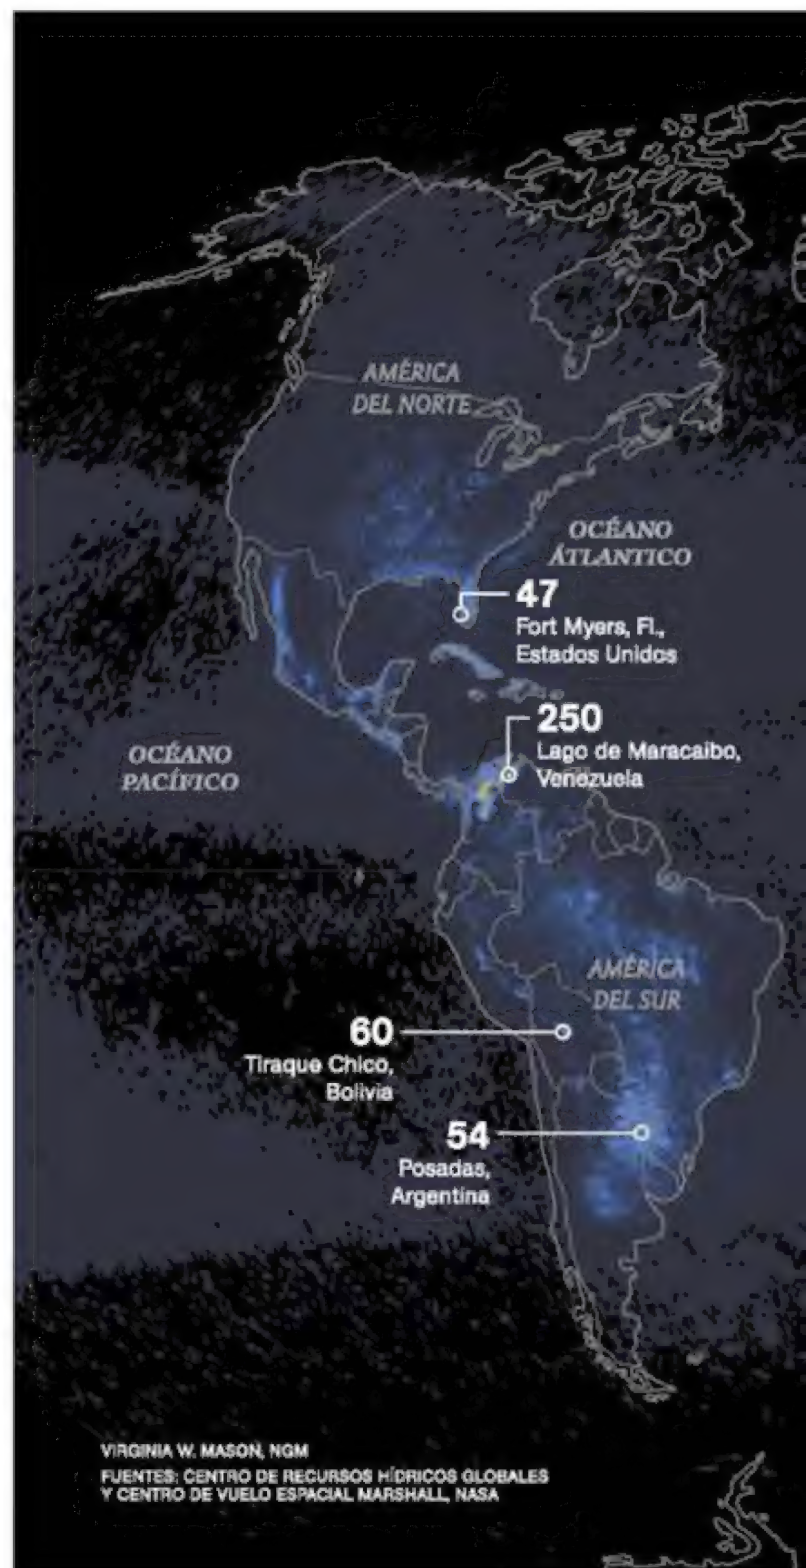 AMÉRICA
DEL NORTE
OCÉANO
ÁTLANTICO
47
Fort Myers, Fl.,
Estados Unidos
250
Lago de Maracaibo,
Venezuela
OCÉANO
PACÍFICO
AMÉRICA
DEL SUR
60
Tiraque Chico,
Bolivia
54
Posadas,
Argentina
VIRGINIA W. MASON, NGM
FUENTES: CENTRO DE RECURSOS HÍDRICOS GLOBALES
Y CENTRO DE VUELO ESPACIAL MARSHALL, NASA